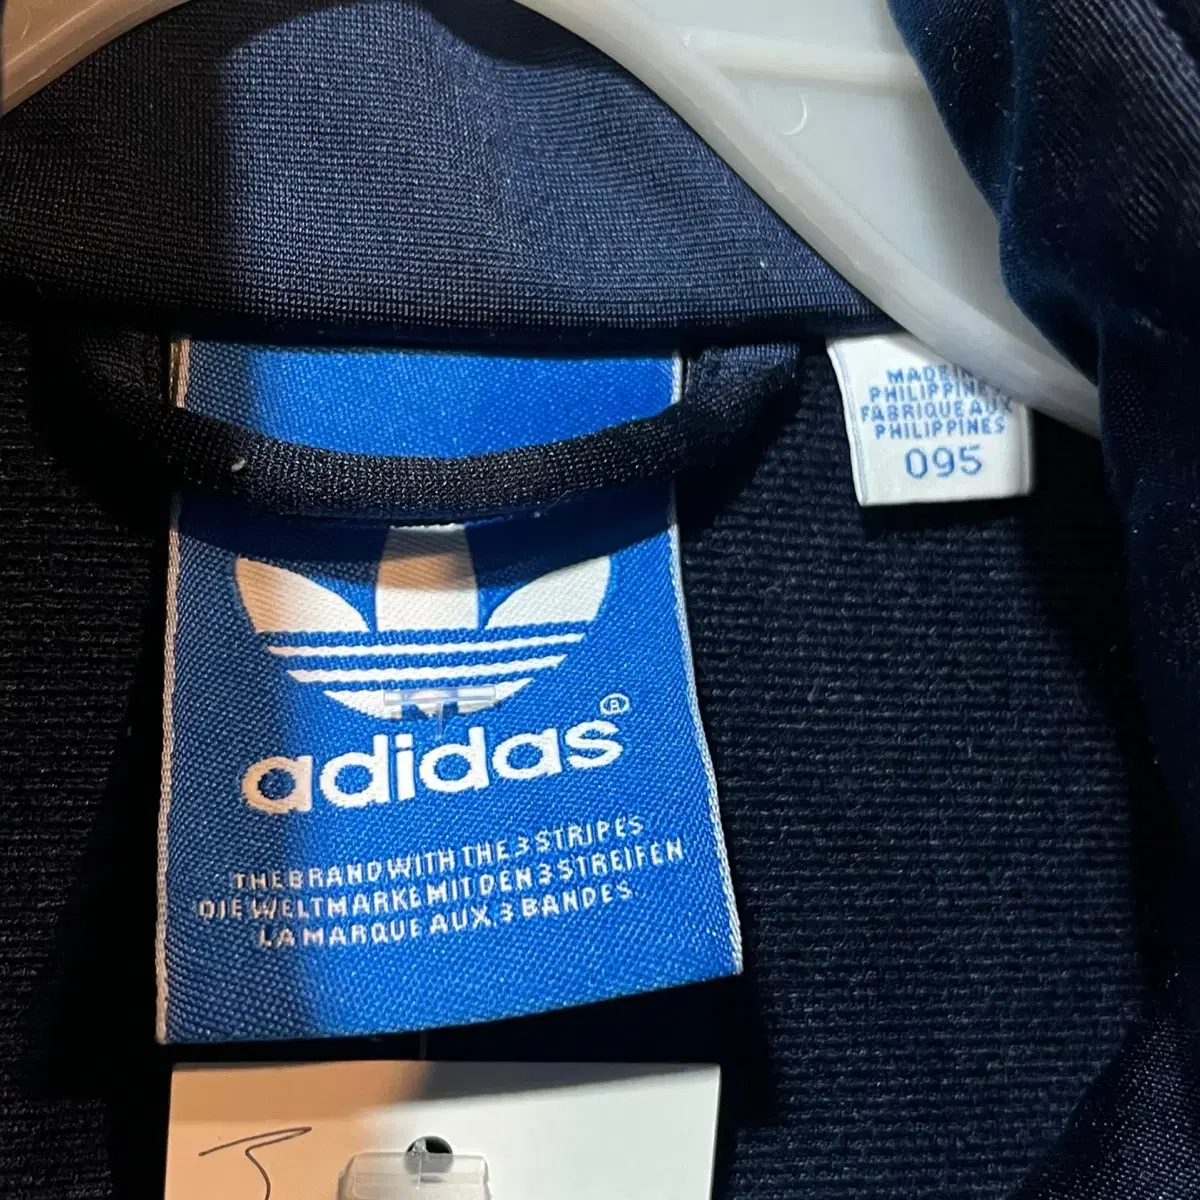 MADE IN
PHILIPPINES
FABRIQUE AUX
PHILIPPINES
095
M
adidas®
THE BRAND WITH THE 3 STRIPES
DIE WELTMARKE MIT DEN 3 STREIFEN
LA MARQUE AUX 3 BANDES